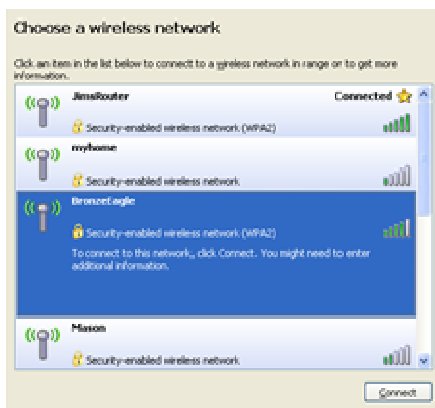 Choose a wireless network
Click an item in the list below to connect to a wireless network in range or to get more
information.
JimsRouter Connected
Security-enabled wireless network (WPA2)
myhome
Security-enabled wireless network
BronzeEagle
Security-enabled wireless network (WPA2)
To connect to this network, click Connect. You might need to enter
additional information.
Mason
Security-enabled wireless network
Connect